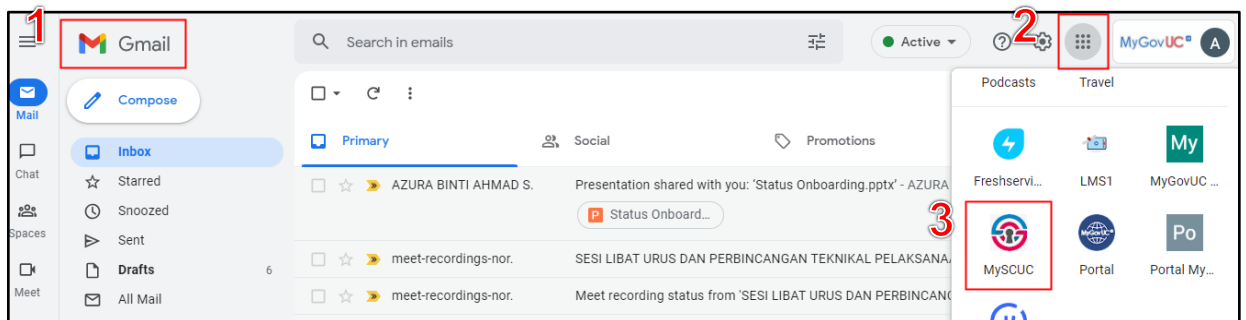 1
Gmail
Search in emails
Active
2
MyGovUC
A
Mail
Compose
Podcasts
Travel
Primary
Social
Promotions
Inbox
Chat
Starred
AZURA BINTI AHMAD S.
Presentation shared with you: 'Status Onboarding.pptx' - AZURA
Freshservi...
LMS1
My
MyGovUC ...
Snoozed
P
Status Onboard...
Spaces
Sent
3
MyGovUC
Po
Drafts
6
meet-recordings-nor.
SESI LIBAT URUS DAN PERBINCANGAN TEKNIKAL PELAKSANA
MySCUC
Portal
Portal My...
Meet
All Mail
meet-recordings-nor.
Meet recording status from 'SESI LIBAT URUS DAN PERBINCAN